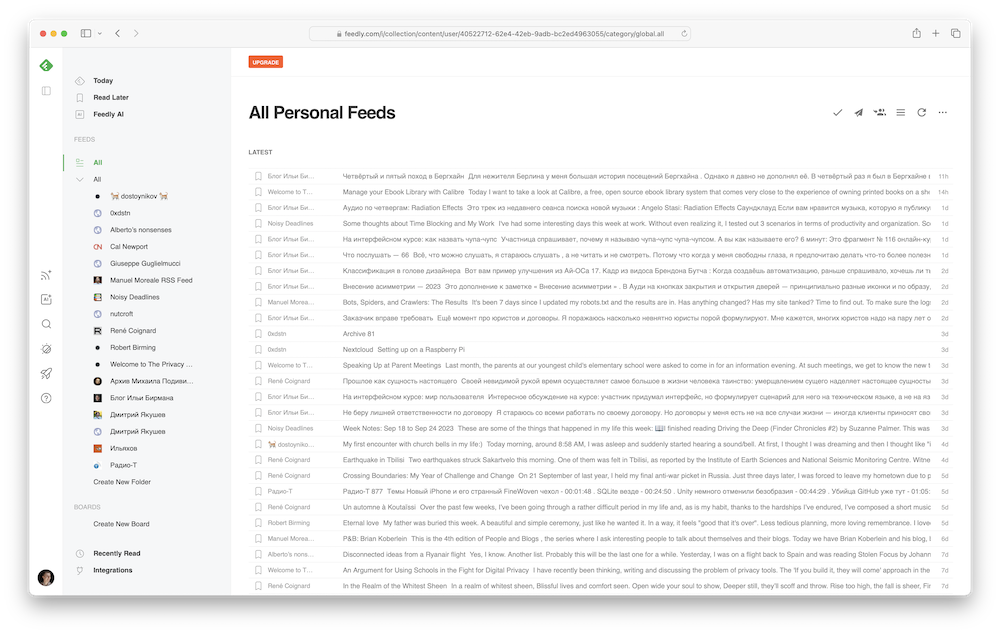 feedly.com/i/collection/content/user/40522712-62e4-42eb-9adb-bc2ed4963055/category/global.all
UPGRADE
Today
Read Later
Feedly AI
FEEDS
All
All
🐈 dostoynikov 🐈
0xdstn
Alberto's nonsenses
Cal Newport
Giuseppe Guglielmucci
Manuel Moreale RSS Feed
Noisy Deadlines
nutcroft
René Coignard
Robert Birming
Welcome to The Privacy ...
Архив Михаила Подиви...
Блог Ильи Бирмана
Дмитрий Якушев
Дмитрий Якушев
Ильяхов
Радио-Т
Create New Folder
BOARDS
Create New Board
Recently Read
Integrations
All Personal Feeds
LATEST
Блог Ильи Би... Четвёртый и пятый поход в Бергхайн Для нежителя Берлина у меня большая история посещений Бергхайна . Однако я давно не дополнял её. В четвёртый раз я был в Бергхайне 11h
Welcome to T... Manage your Ebook Library with Calibre Today I want to take a look at Calibre, a free, open source ebook library system that comes very close to the experience of owning printed books on a 14h
Блог Ильи Би... Аудио по четвергам: Radiation Effects Это трек из недавнего сеанса поиска новой музыки : Angelo Stasi: Radiation Effects Саундклауд Если вам нравится музыка, которую я 1d
Noisy Deadlines Some thoughts about Time Blocking and My Work I've had some interesting days this week at work. Without even realizing it, I tested out 3 scenarios in terms of productivity and organization. 1d
Блог Ильи Би... На интерфейсном курсе: как назвать чупа-чупс Участница спрашивает, почему я называю чупа-чупс чупа-чупсом. А вы как называете его? 6 минут: Это фрагмент № 116 1d
Блог Ильи Би... Что послушать — 66 Всё, что можно слушать, я стараюсь слушать , а не читать и не смотреть. Потому что когда у меня свободны глаза, я предпочитаю делать что-то более 1d
Блог Ильи Би... Классификация в голове дизайнера Вот вам пример улучшения из Ай-ОСа 17. Кадр из видоса Брендона Бутча : Когда создаёшь автоматизацию, раньше спрашивало, хочешь ли 2d
Блог Ильи Би... Внесение асимметрии — 2023 Это дополнение к заметке « Внесение асимметрии » . В Ауди на кнопках закрытия и открытия дверей — принципиально разные иконки и по 2d
Manuel Morea... Bots, Spiders, and Crawlers: The Results It's been 7 days since I updated my robots.txt and the results are in. Has anything changed? Has my site tanked? Time to find out. To make sure the 2d
Блог Ильи Би... Заказчик вправе требовать Ещё момент про юристов и договоры. Я поражаюсь насколько невнятно юристы порой формулируют. Мне кажется, многих юристов надо на пару лет 2d
0xdstn Archive 81 3d
0xdstn Nextcloud Setting up on a Raspberry Pi 3d
Welcome to T... Speaking Up at Parent Meetings Last month, the parents at our youngest child's elementary school were asked to come in for an information evening. At such meetings, we get to know the new 3d
René Coignard Прошлое как сущность настоящего Своей невидимой рукой время осуществляет самое большое в жизни человека таинство: умерщлением сущего наделяет настоящее 3d
Блог Ильи Би... На интерфейсном курсе: мир пользователя Интересное обсуждение на курсе: участник придумал интерфейс, но формулирует сценарий для него на техническом языке, а не на 3d
Блог Ильи Би... Не беру лишней ответственности по договору Я стараюсь со всеми работать по своему договору. Но договоры у меня есть не на все случаи жизни — иногда клиенты приносят 3d
Noisy Deadlines Week Notes: Sep 18 to Sep 24 2023 These are some of the things that happened in my life this week: 📖 finished reading Driving the Deep (Finder Chronicles #2) by Suzanne Palmer. This was 3d
🐈 dostoyniko... My first encounter with church bells in my life:) Today morning, around 8:58 AM, I was asleep and suddenly started hearing a sound/bell. At first, I thought I was dreaming and then I thought like 4d
René Coignard Earthquake in Tbilisi Two earthquakes struck Sakartvelo this morning. One of them was felt in Tbilisi, as reported by the Institute of Earth Sciences and National Seismic Monitoring Centre. 4d
René Coignard Crossing Boundaries: My Year of Challenge and Change On 21 September of last year, I held my final anti-war picket in Russia. Just three days later, I was forced to leave my hometown due to 5d
Радио-Т Радио-Т 877 Темы Новый iPhone и его странный FineWoven чехол - 00:01:48 . SQLite везде - 00:24:50 . Unity немного отменили безобразия - 00:44:29 . Убийца GitHub уже тут - 01:05: 5d
René Coignard Un automne à Koutaïssi Over the past few weeks, I've been going through a rather difficult period in my life and, as is my habit, thanks to the hardships I've endured, I've composed a short 5d
Robert Birming Eternal love My father was buried this week. A beautiful and simple ceremony, just like he wanted it. In a way, it feels "good that it's over". Less tedious planning, more loving remembrance. I 5d
Manuel Morea... P&B: Brian Koberlein This is the 4th edition of People and Blogs , the series where I ask interesting people to talk about themselves and their blogs. Today we have Brian Koberlein and his blog, 6d
Alberto's nons... Disconnected ideas from a Ryanair flight Yes, I know. Another list. Probably this will be the last one for a while. Yesterday, I was on a flight back to Spain and was reading Stolen Focus by 7d
Welcome to T... An Argument for Using Schools in the Fight for Digital Privacy I have recently been thinking, writing and discussing the problem of privacy tools. The 'If you build it, they will come' approach in the 7d
René Coignard In the Realm of the Whitest Sheen In a realm of whitest sheen, Blissful lives and comfort seen. Open wide your soul to show, Deeper still, they'll scoff and throw. Rise too high, the fall is sheer, 7d